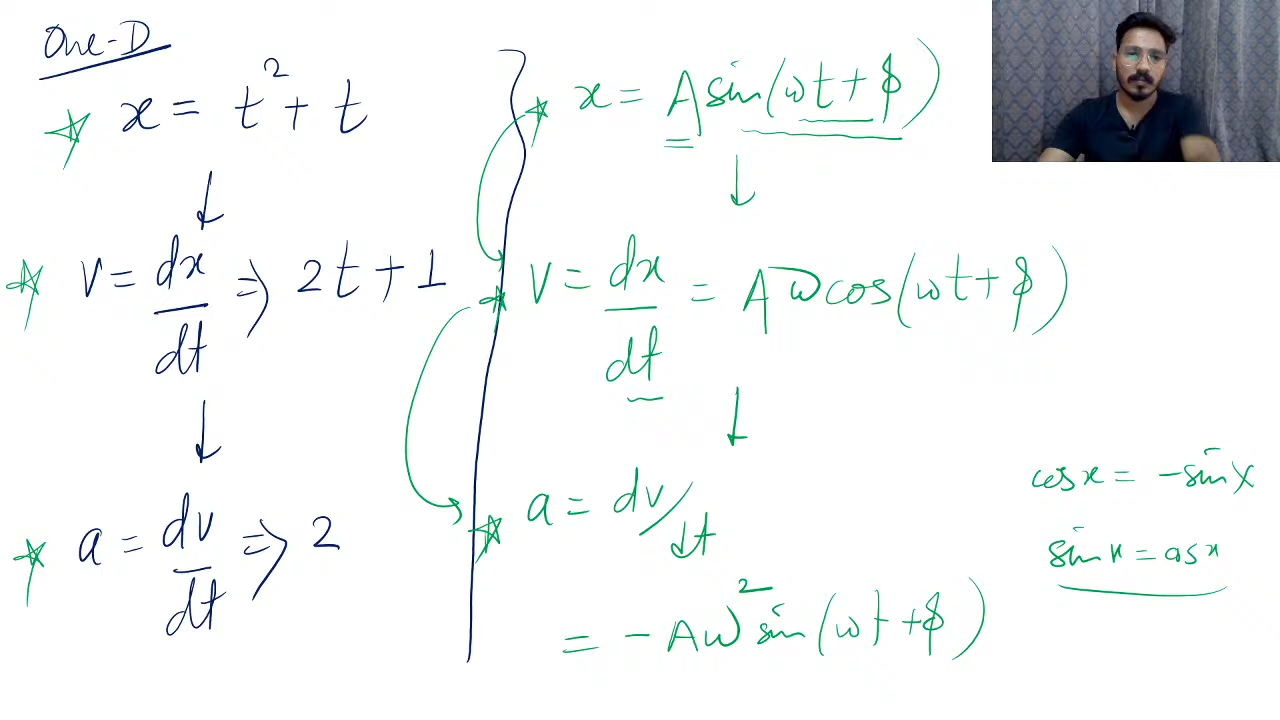 One-D
x = t² + t
v = dx/dt ⇒ 2t + 1
a = dv/dt ⇒ 2
x = A sin(ωt + ϕ)
v = dx/dt = Aω cos(ωt + ϕ)
a = dv/dt
= -Aω² sin(ωt + ϕ)
cos x = -sin x
sin x = cos x